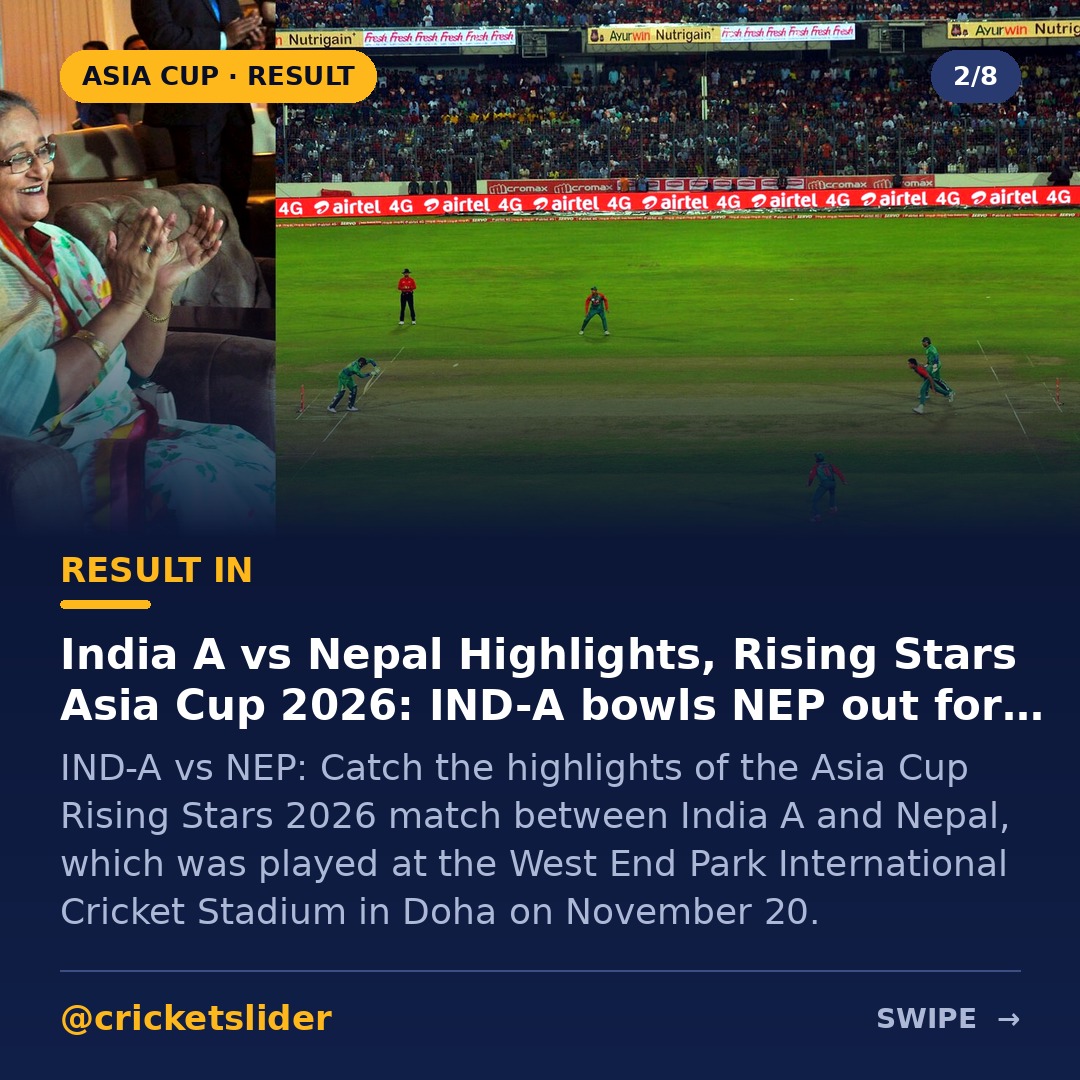 Nutrigain+ Fresh Fresh Fresh Fresh Fresh
Ayurwin Nutrigain+ Fresh Fresh Fresh Fresh Fresh
Ayurwin Nutrig
ASIA CUP · RESULT
2/8
micromax micromax micromax
4G airtel 4G airtel 4G airtel 4G airtel 4G airtel 4G airtel 4G airtel 4G
RESULT IN
India A vs Nepal Highlights, Rising Stars
Asia Cup 2026: IND-A bowls NEP out for…
IND-A vs NEP: Catch the highlights of the Asia Cup
Rising Stars 2026 match between India A and Nepal,
which was played at the West End Park International
Cricket Stadium in Doha on November 20.
@cricketslider
SWIPE →